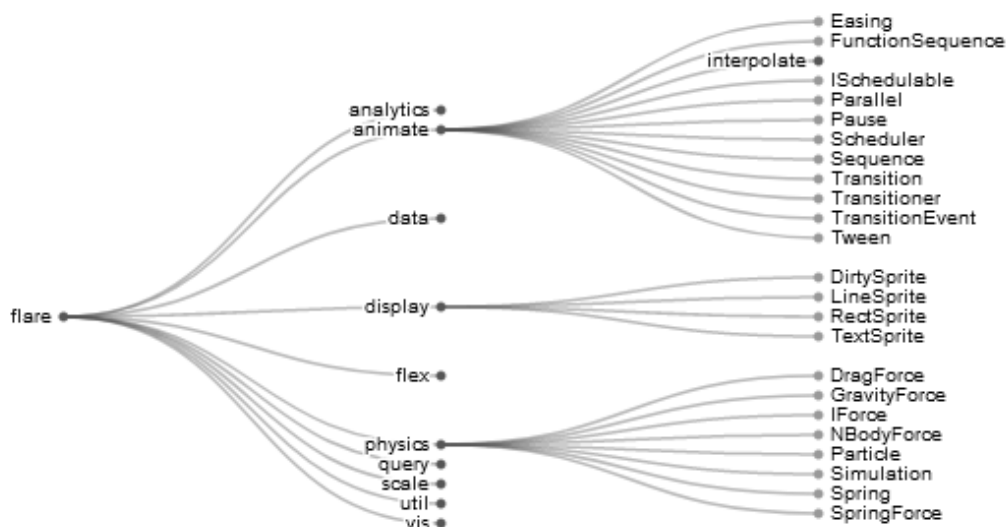 Easing
FunctionSequence
interpolate
ISchedulable
analytics
Parallel
animate
Pause
Scheduler
Sequence
Transition
Transitioner
data
TransitionEvent
Tween
DirtySprite
display
LineSprite
flare
RectSprite
TextSprite
flex
DragForce
GravityForce
IForce
physics
NBodyForce
query
Particle
scale
Simulation
util
Spring
vis
SpringForce